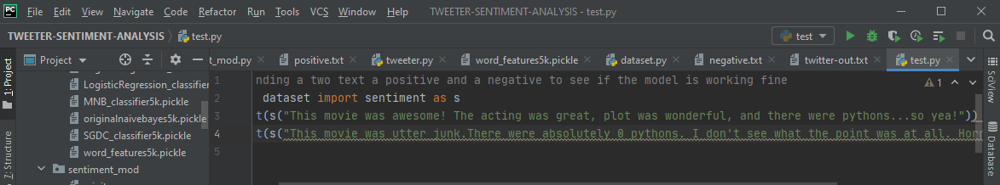 PC File Edit View Navigate Code Refactor Run Tools VCS Window Help TWEETER-SENTIMENT-ANALYSIS - test.py
TWEETER-SENTIMENT-ANALYSIS test.py test
Project t_mod.py positive.txt tweeter.py word_features5k.pickle dataset.py negative.txt twitter-out.txt test.py
1: Project
7: Structure
LogisticRegression_classifier
MNB_classifier5k.pickle
originalnaivebayes5k.pickle
SGDC_classifier5k.pickle
word_features5k.pickle
sentiment_mod
1 nding a two text a positive and a negative to see if the model is working fine
2 dataset import sentiment as s
3 t(s("This movie was awesome! The acting was great, plot was wonderful, and there were pythons...so yea!"))
4 t(s("This movie was utter junk.There were absolutely 0 pythons. I don't see what the point was at all. Horr
5
1
SciView
Database